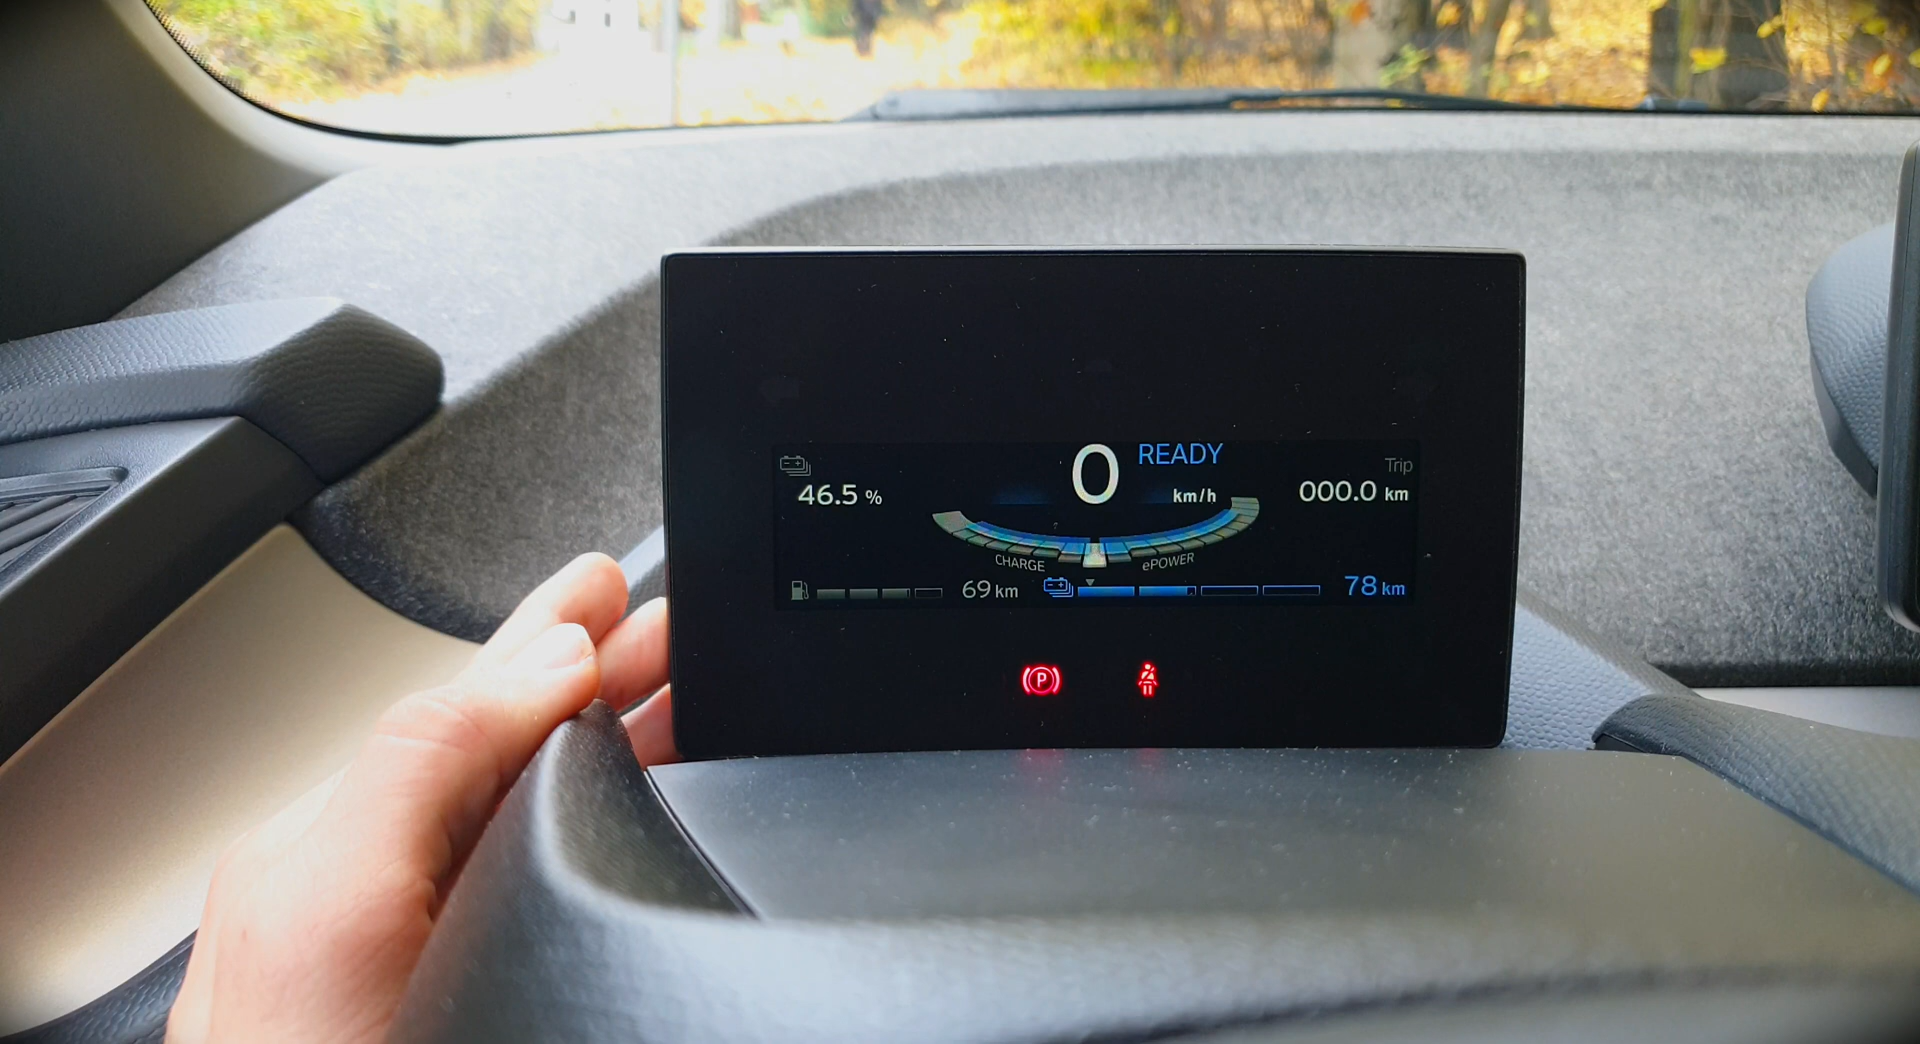 0 READY
km/h
46.5 %
Trip
000.0 km
CHARGE
ePOWER
69 km
78 km
P